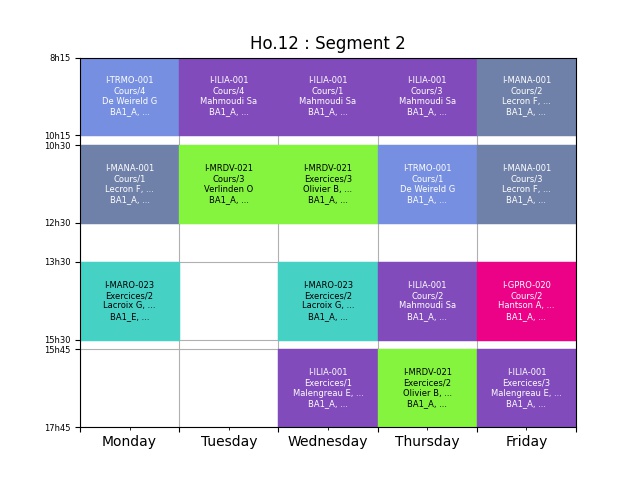 Ho.12 : Segment 2
8h15
I-TRMO-001
Cours/4
De Weireld G
BA1_A, ...
I-ILIA-001
Cours/4
Mahmoudi Sa
BA1_A, ...
I-ILIA-001
Cours/1
Mahmoudi Sa
BA1_A, ...
I-ILIA-001
Cours/3
Mahmoudi Sa
BA1_A, ...
I-MANA-001
Cours/2
Lecron F, ...
BA1_A, ...
10h15
10h30
I-MANA-001
Cours/1
Lecron F, ...
BA1_A, ...
I-MRDV-021
Cours/3
Verlinden O
BA1_A, ...
I-MRDV-021
Exercices/3
Olivier B, ...
BA1_A, ...
I-TRMO-001
Cours/1
De Weireld G
BA1_A, ...
I-MANA-001
Cours/3
Lecron F, ...
BA1_A, ...
12h30
13h30
I-MARO-023
Exercices/2
Lacroix G, ...
BA1_E, ...
I-MARO-023
Exercices/2
Lacroix G, ...
BA1_A, ...
I-ILIA-001
Cours/2
Mahmoudi Sa
BA1_A, ...
I-GPRO-020
Cours/2
Hantson A, ...
BA1_A, ...
15h30
15h45
I-ILIA-001
Exercices/1
Malengreau E, ...
BA1_A, ...
I-MRDV-021
Exercices/2
Olivier B, ...
BA1_A, ...
I-ILIA-001
Exercices/3
Malengreau E, ...
BA1_A, ...
17h45
Monday
Tuesday
Wednesday
Thursday
Friday